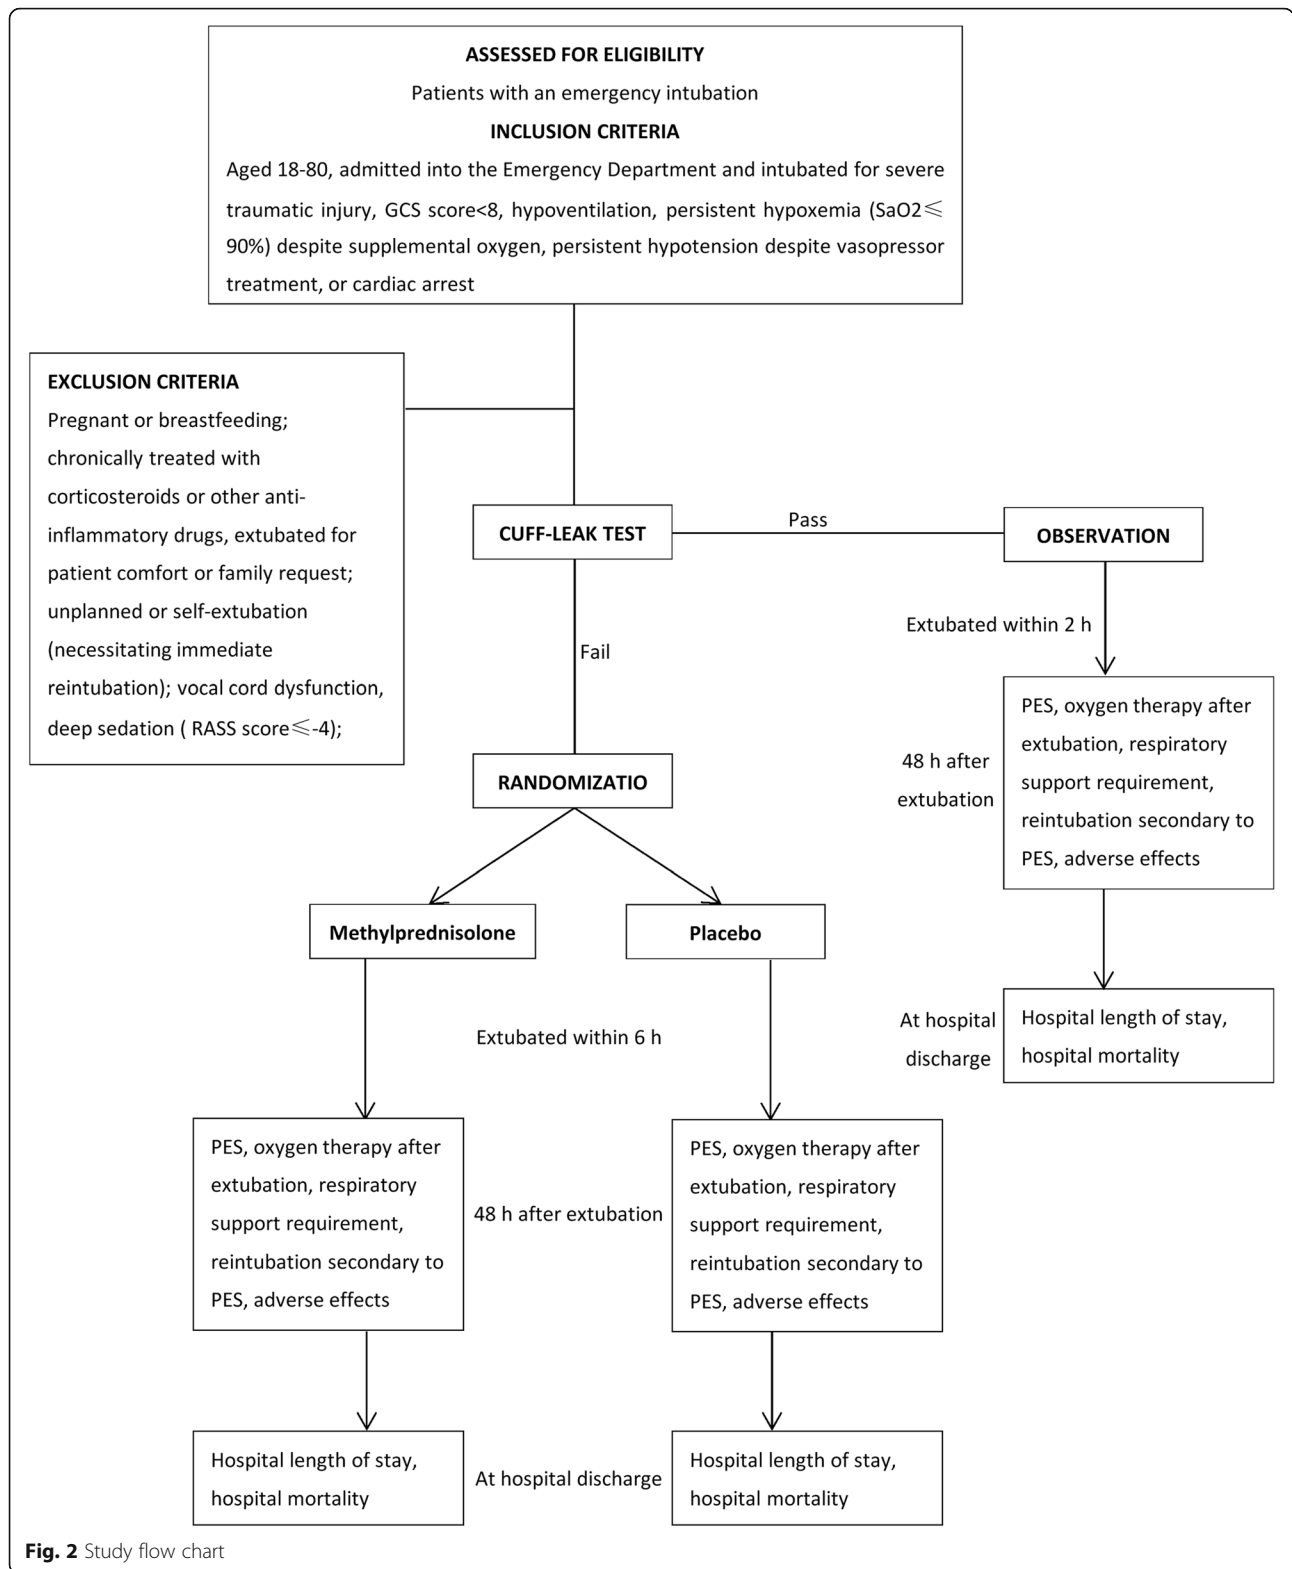 ASSESSED FOR ELIGIBILITY
Patients with an emergency intubation
INCLUSION CRITERIA
Aged 18-80, admitted into the Emergency Department and intubated for severe
traumatic injury, GCS score<8, hypoventilation, persistent hypoxemia (SaO2≤
90%) despite supplemental oxygen, persistent hypotension despite vasopressor
treatment, or cardiac arrest
EXCLUSION CRITERIA
Pregnant or breastfeeding;
chronically treated with
corticosteroids or other anti-
inflammatory drugs, extubated for
patient comfort or family request;
unplanned or self-extubation
(necessitating immediate
reintubation); vocal cord dysfunction,
deep sedation ( RASS score≤-4);
CUFF-LEAK TEST
Pass
OBSERVATION
Extubated within 2 h
Fail
PES, oxygen therapy after
extubation, respiratory
support requirement,
reintubation secondary to
PES, adverse effects
48 h after
extubation
RANDOMIZATIO
Methylprednisolone
Placebo
At hospital
discharge
Hospital length of stay,
hospital mortality
Extubated within 6 h
PES, oxygen therapy after
extubation, respiratory
support requirement,
reintubation secondary to
PES, adverse effects
48 h after extubation
PES, oxygen therapy after
extubation, respiratory
support requirement,
reintubation secondary to
PES, adverse effects
Hospital length of stay,
hospital mortality
At hospital discharge
Hospital length of stay,
hospital mortality
Fig. 2 Study flow chart